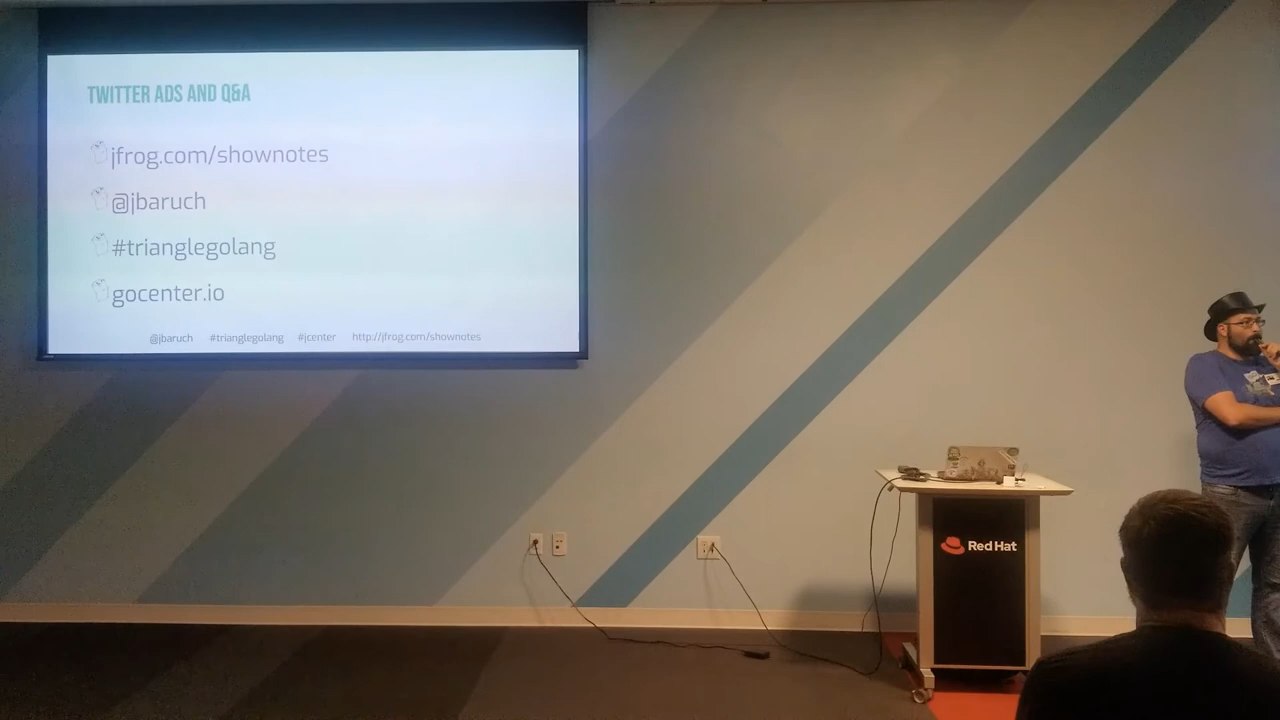 TWITTER ADS AND Q&A
jfrog.com/shownotes
@jbaruch
#trianglegolang
gocenter.io
@jbaruch #trianglegolang #jcenter http://jfrog.com/shownotes
Red Hat